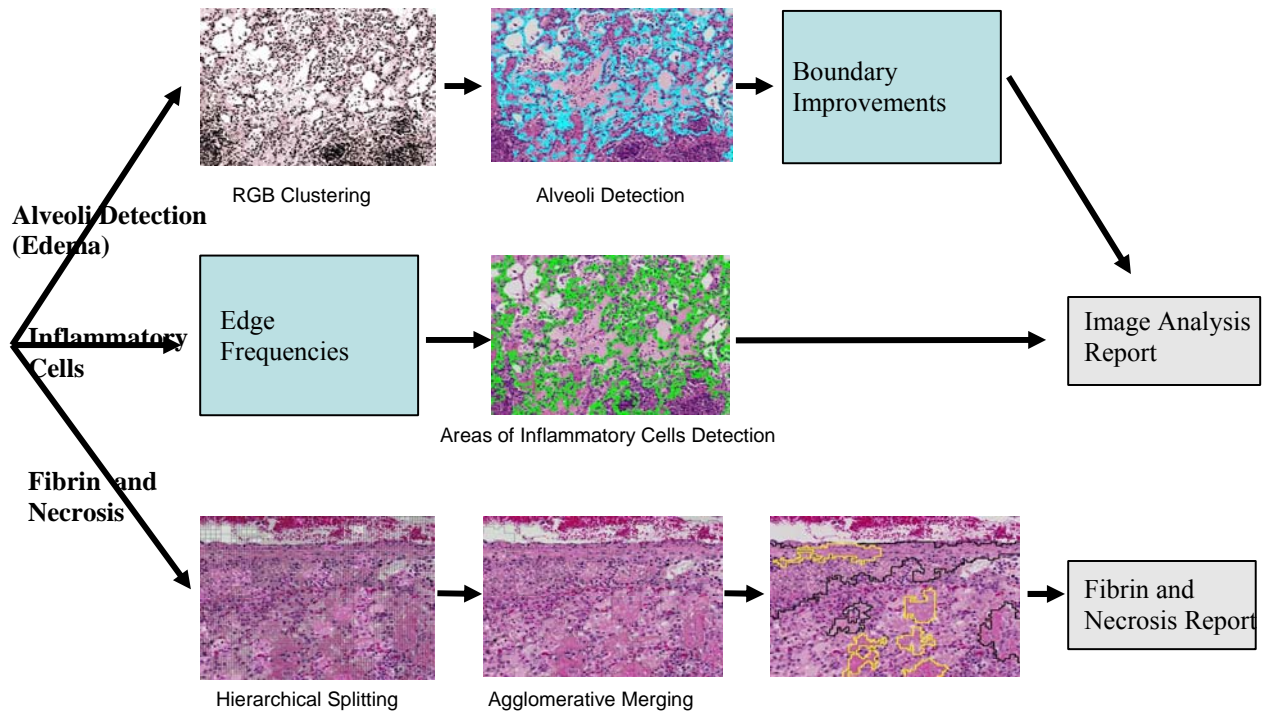 Boundary
Improvements
RGB Clustering
Alveoli Detection
Alveoli Detection
(Edema)
Edge
Frequencies
Image Analysis
Report
Inflammatory
Cells
Areas of Inflammatory Cells Detection
Fibrin and
Necrosis
Fibrin and
Necrosis Report
Hierarchical Splitting
Agglomerative Merging